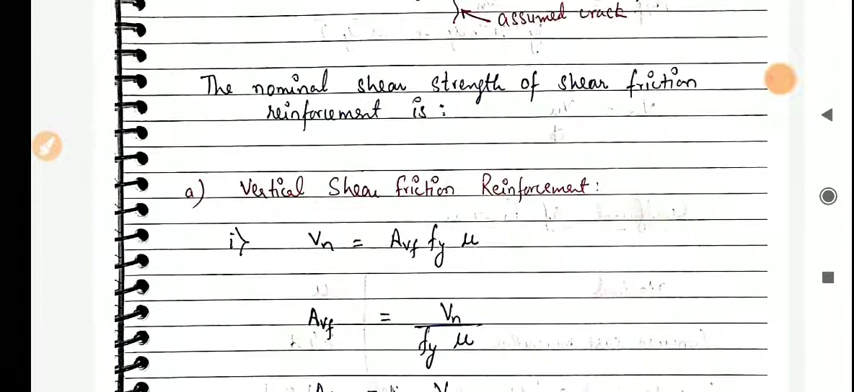 assumed crack
The nominal shear strength of shear friction
reinforcement is :
a) Vertical Shear friction Reinforcement :
i) Vn = Avf fy μ
Avf = Vn / fy μ